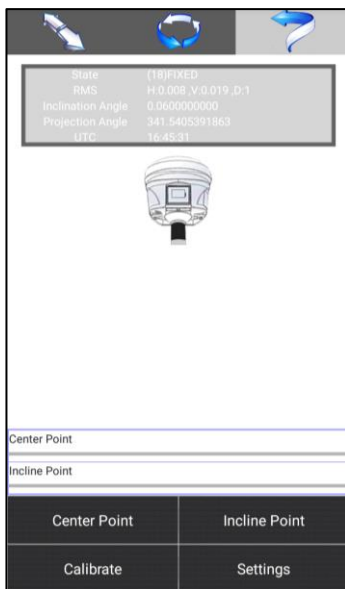 State (18)FIXED
RMS H:0.008 ,V:0.019 ,D:1
Inclination Angle 0.0600000000
Projection Angle 341.5405391863
UTC 16:45:31
Center Point
Incline Point
Center Point Incline Point
Calibrate Settings